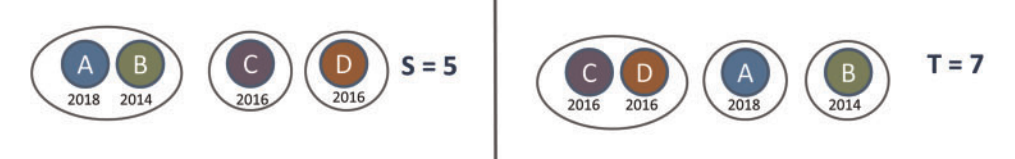 A B C D S = 5
2018 2014 2016 2016
C D A B T = 7
2016 2016 2018 2014